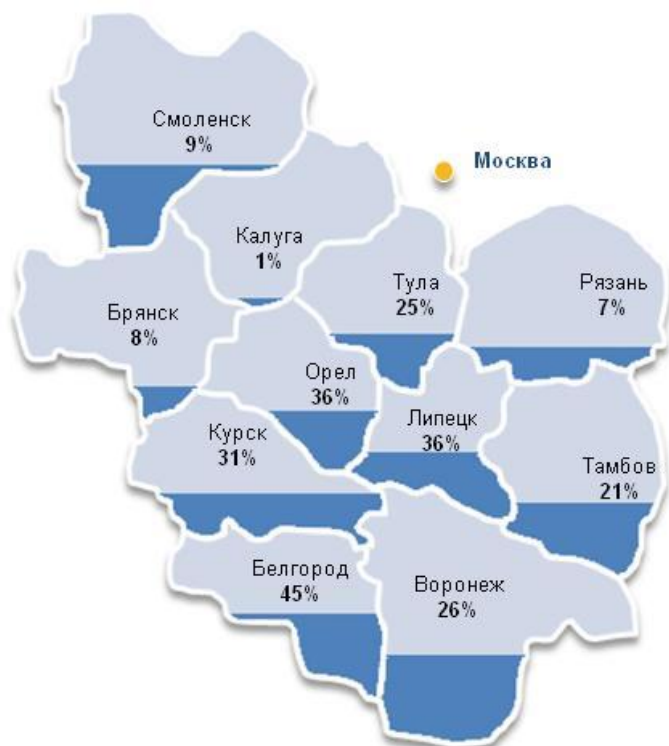 Смоленск
9%
Москва
Калуга
1%
Тула
25%
Рязань
7%
Брянск
8%
Орел
36%
Липецк
36%
Курск
31%
Тамбов
21%
Белгород
45%
Воронеж
26%